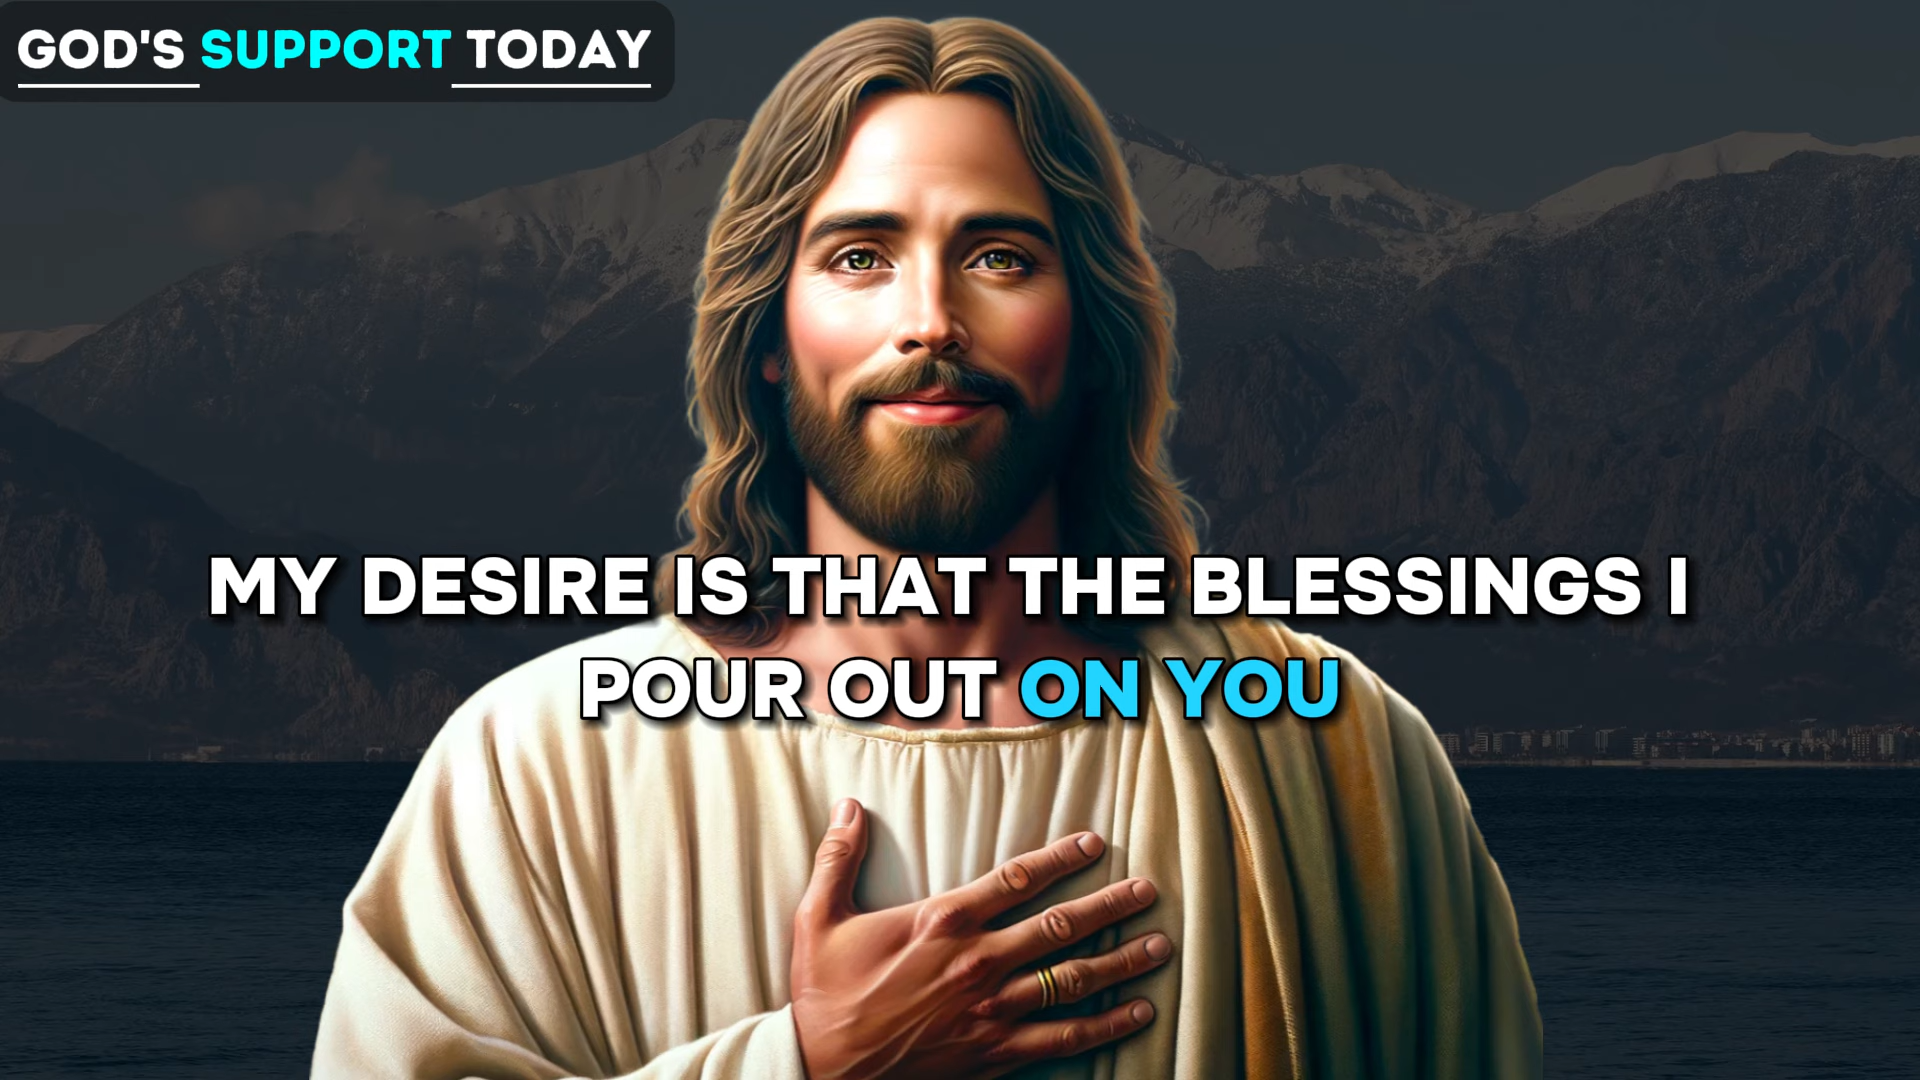 GOD'S SUPPORT TODAY
MY DESIRE IS THAT THE BLESSINGS I
POUR OUT ON YOU